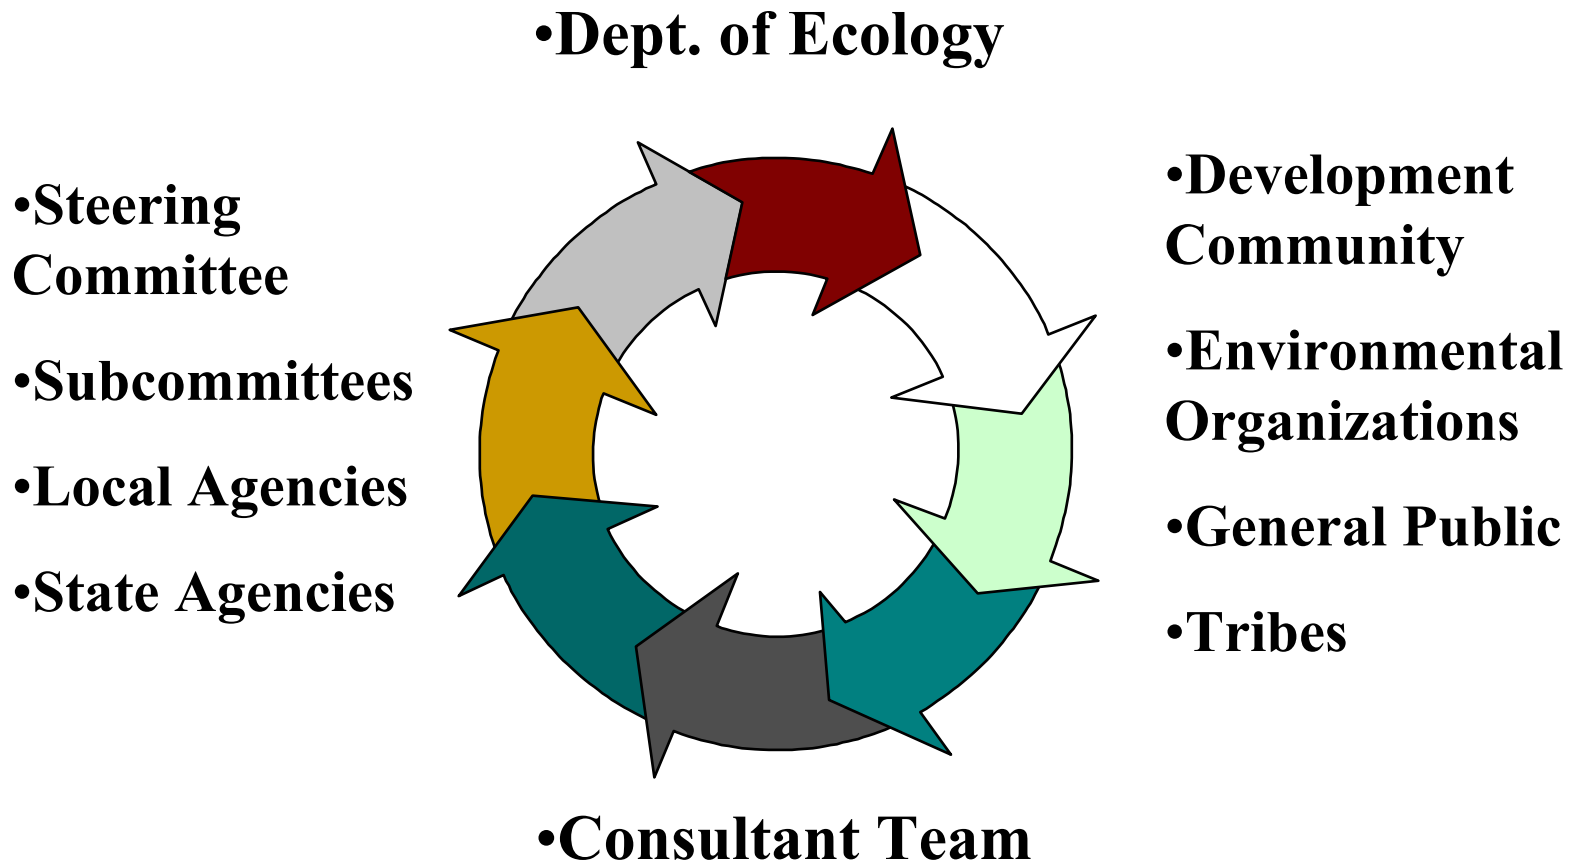 •Dept. of Ecology
•Steering
Committee
•Subcommittees
•Local Agencies
•State Agencies
•Development
Community
•Environmental
Organizations
•General Public
•Tribes
•Consultant Team